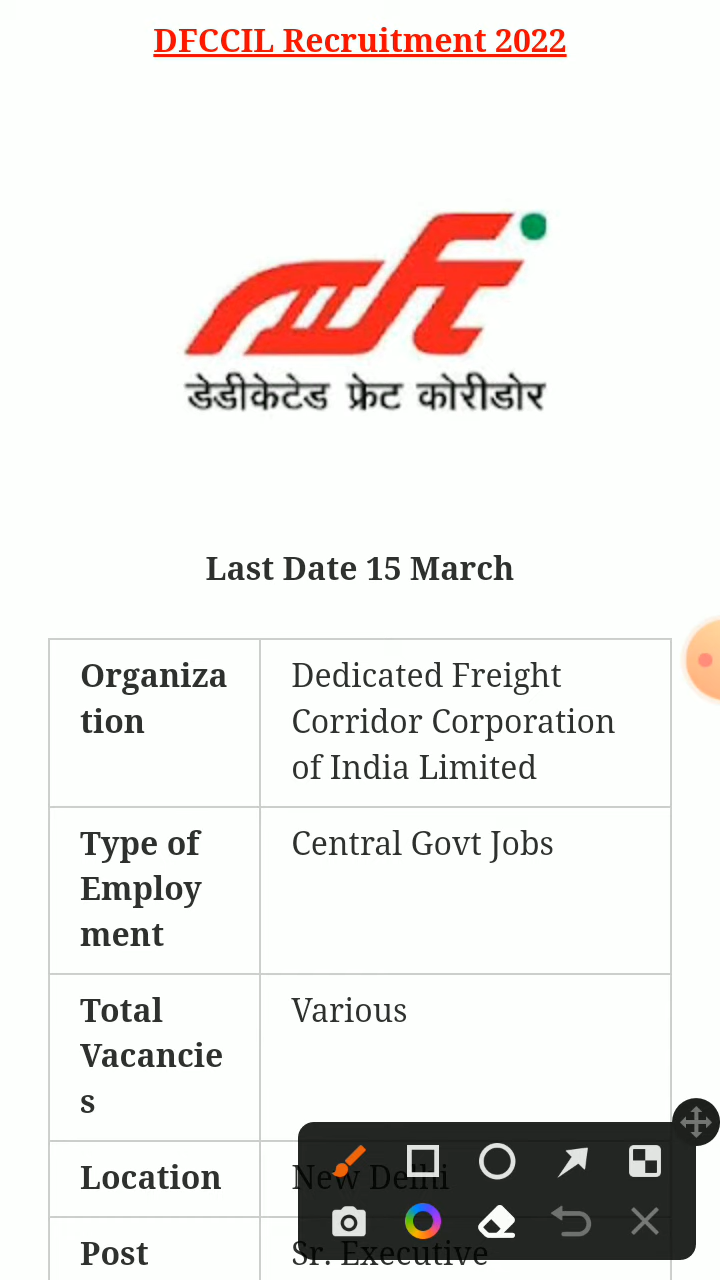 DFCCIL Recruitment 2022
डेडीकेटेड फ्रेट कोरीडोर
Last Date 15 March
Organiza
tion
Dedicated Freight
Corridor Corporation
of India Limited
Type of
Employ
ment
Central Govt Jobs
Total
Vacancie
s
Various
Location
New Delhi
Post
Sr. Executive